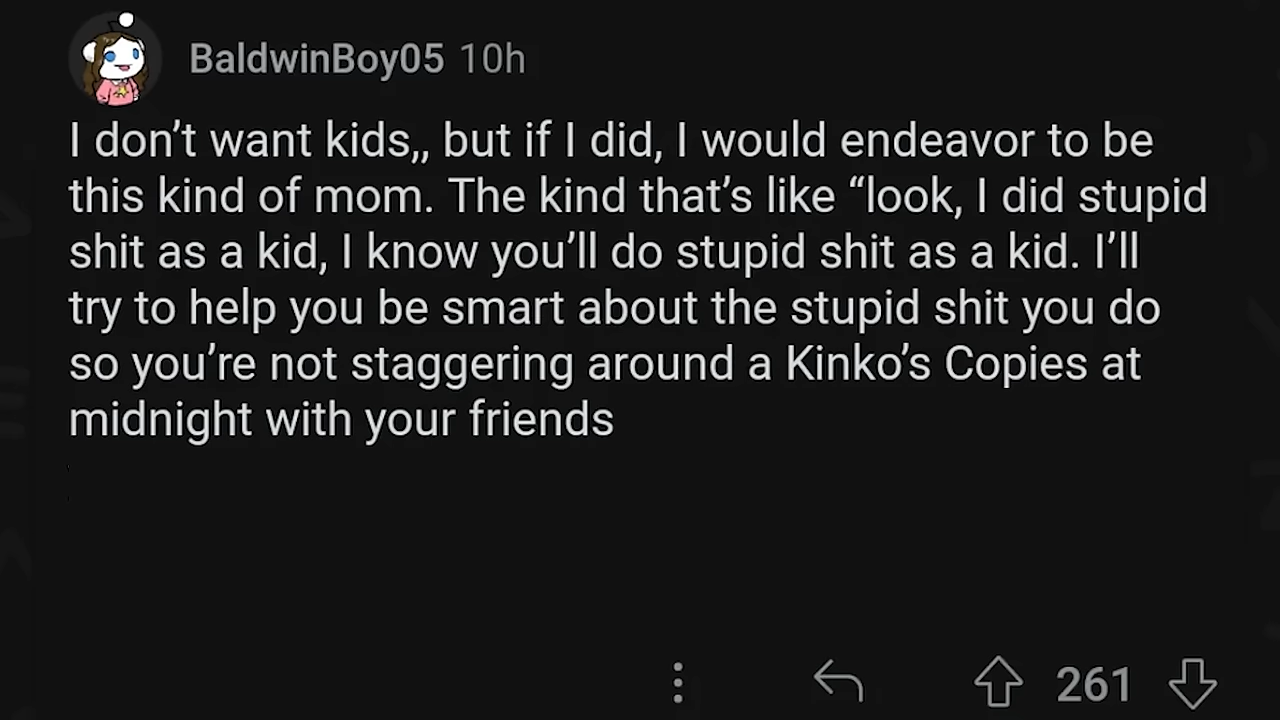 BaldwinBoy05 10h
I don’t want kids,, but if I did, I would endeavor to be
this kind of mom. The kind that’s like “look, I did stupid
shit as a kid, I know you’ll do stupid shit as a kid. I’ll
try to help you be smart about the stupid shit you do
so you’re not staggering around a Kinko’s Copies at
midnight with your friends
261